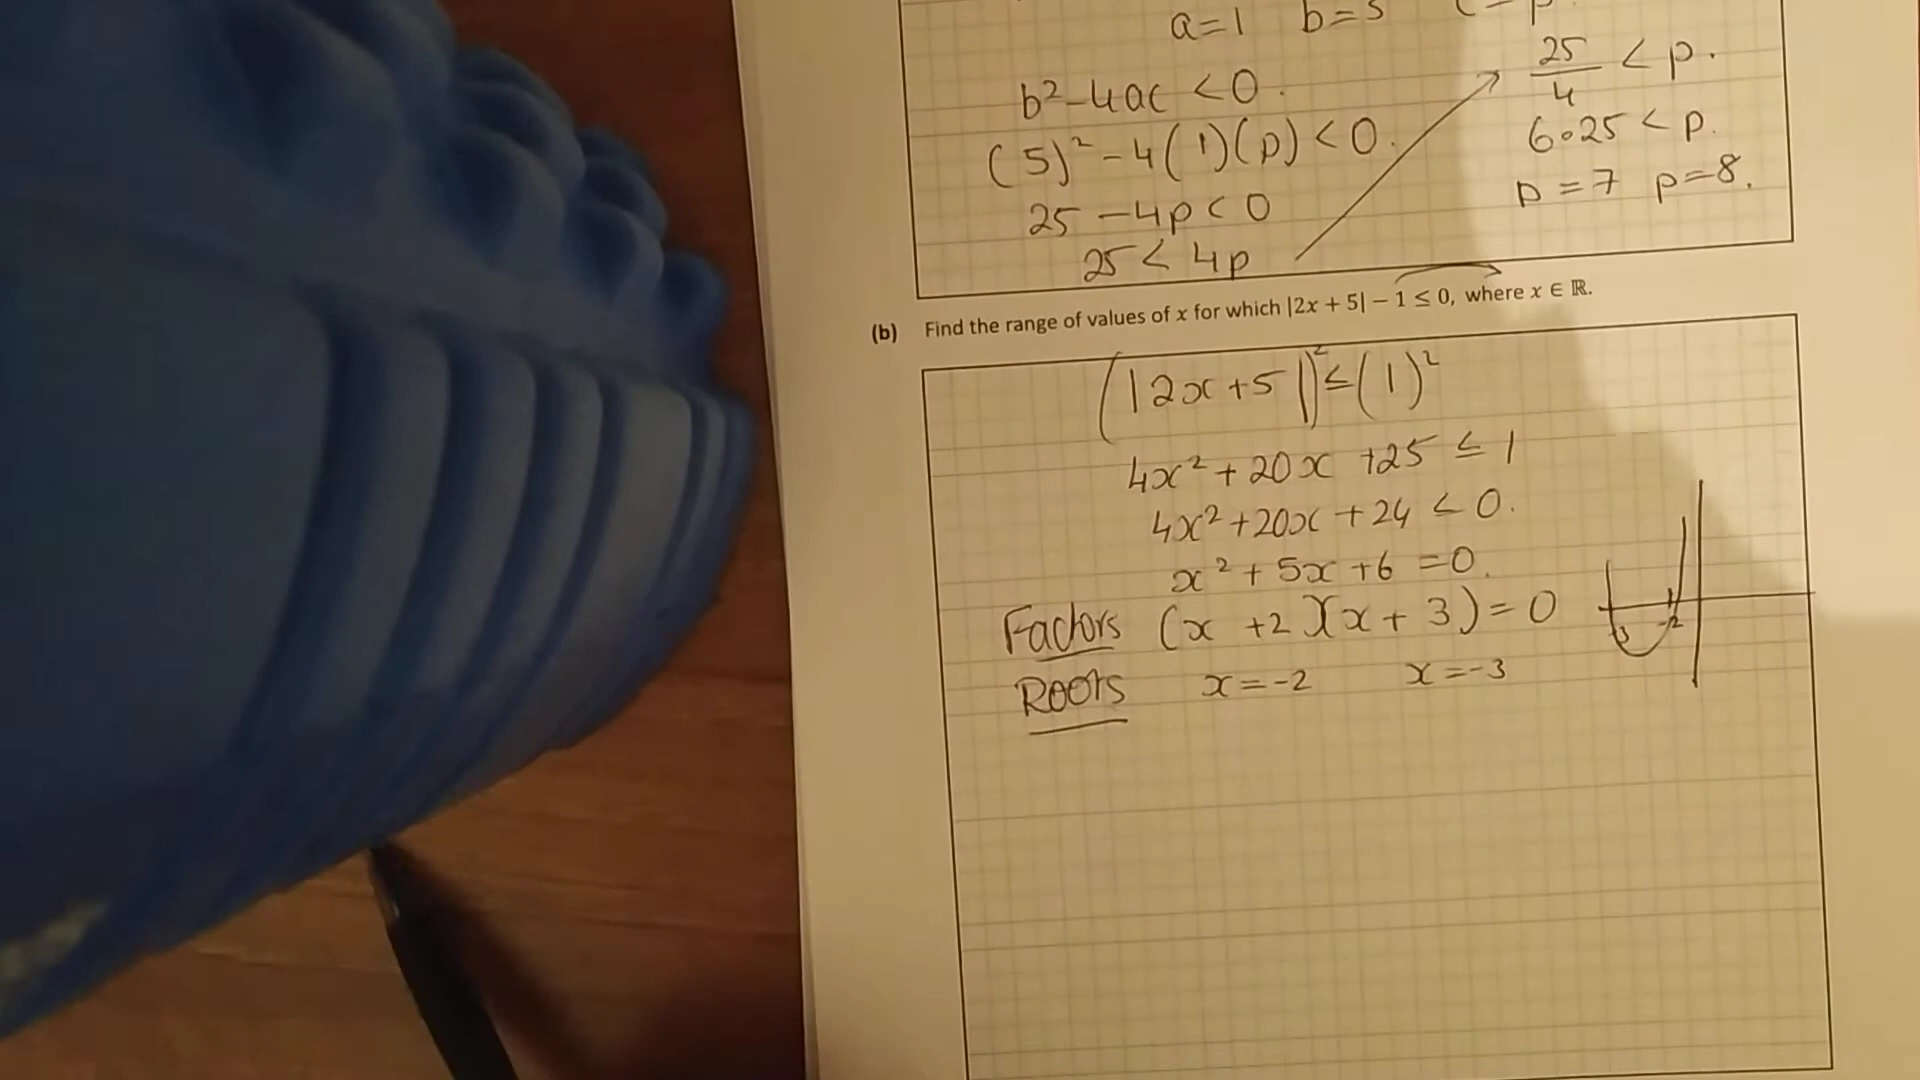 a=1 b=5
b²-4ac <0.
(5)²-4(1)(p)<0.
25 -4p<0
25< 4p
25/4 < p.
6.25 < p.
p=7 p=8.
(b) Find the range of values of x for which |2x + 5| − 1 ≤ 0, where x ∈ ℝ.
(|2x+5|)²≤(1)²
4x²+20x +25 ≤ 1
4x²+20x+24 ≤ 0.
x²+5x+6 =0.
Factors (x +2)(x+3)=0
Roots x=-2 x=-3
-3 -2